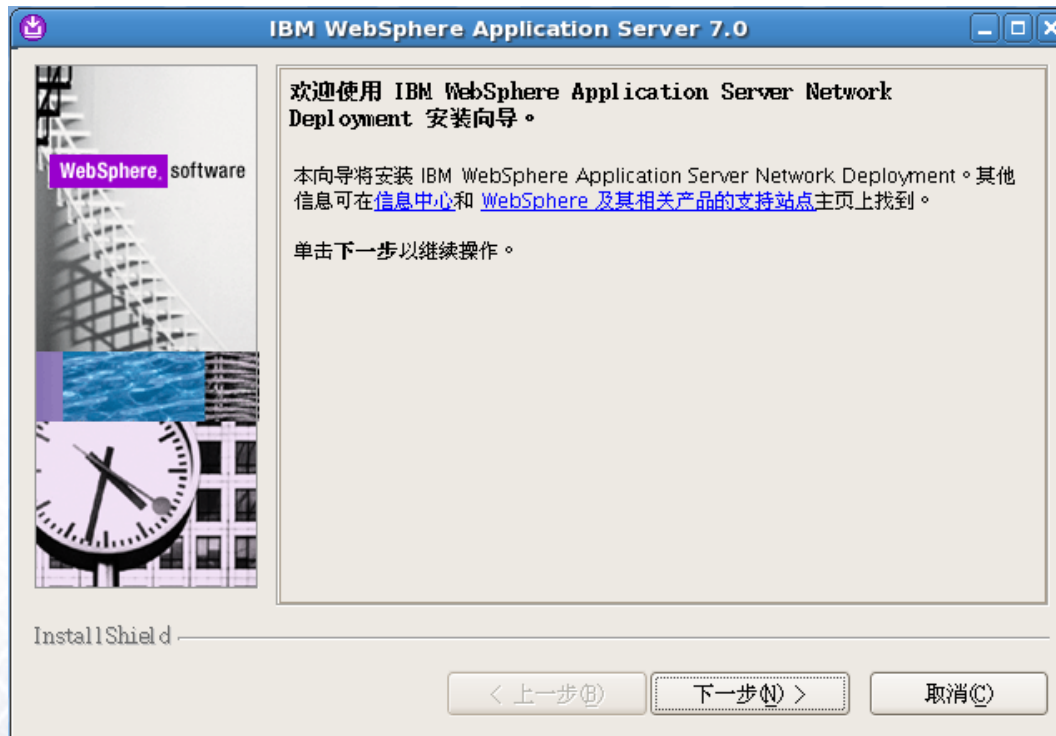 IBM WebSphere Application Server 7.0
欢迎使用 IBM WebSphere Application Server Network
Deployment 安装向导。
WebSphere. software
本向导将安装 IBM WebSphere Application Server Network Deployment。其他
信息可在信息中心和 WebSphere 及其相关产品的支持站点主页上找到。
单击下一步以继续操作。
InstallShield
< 上一步(B)
下一步(N) >
取消(C)